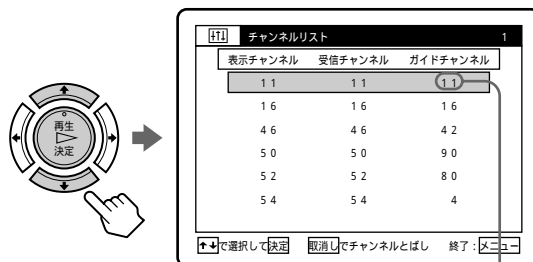 チャンネルリスト 1
表示チャンネル 受信チャンネル ガイドチャンネル
11 11 11
16 16 16
46 46 42
50 50 90
52 52 80
54 54 4
再生
決定
↑↓で選択して決定 取消しでチャンネルとばし 終了:メニュー